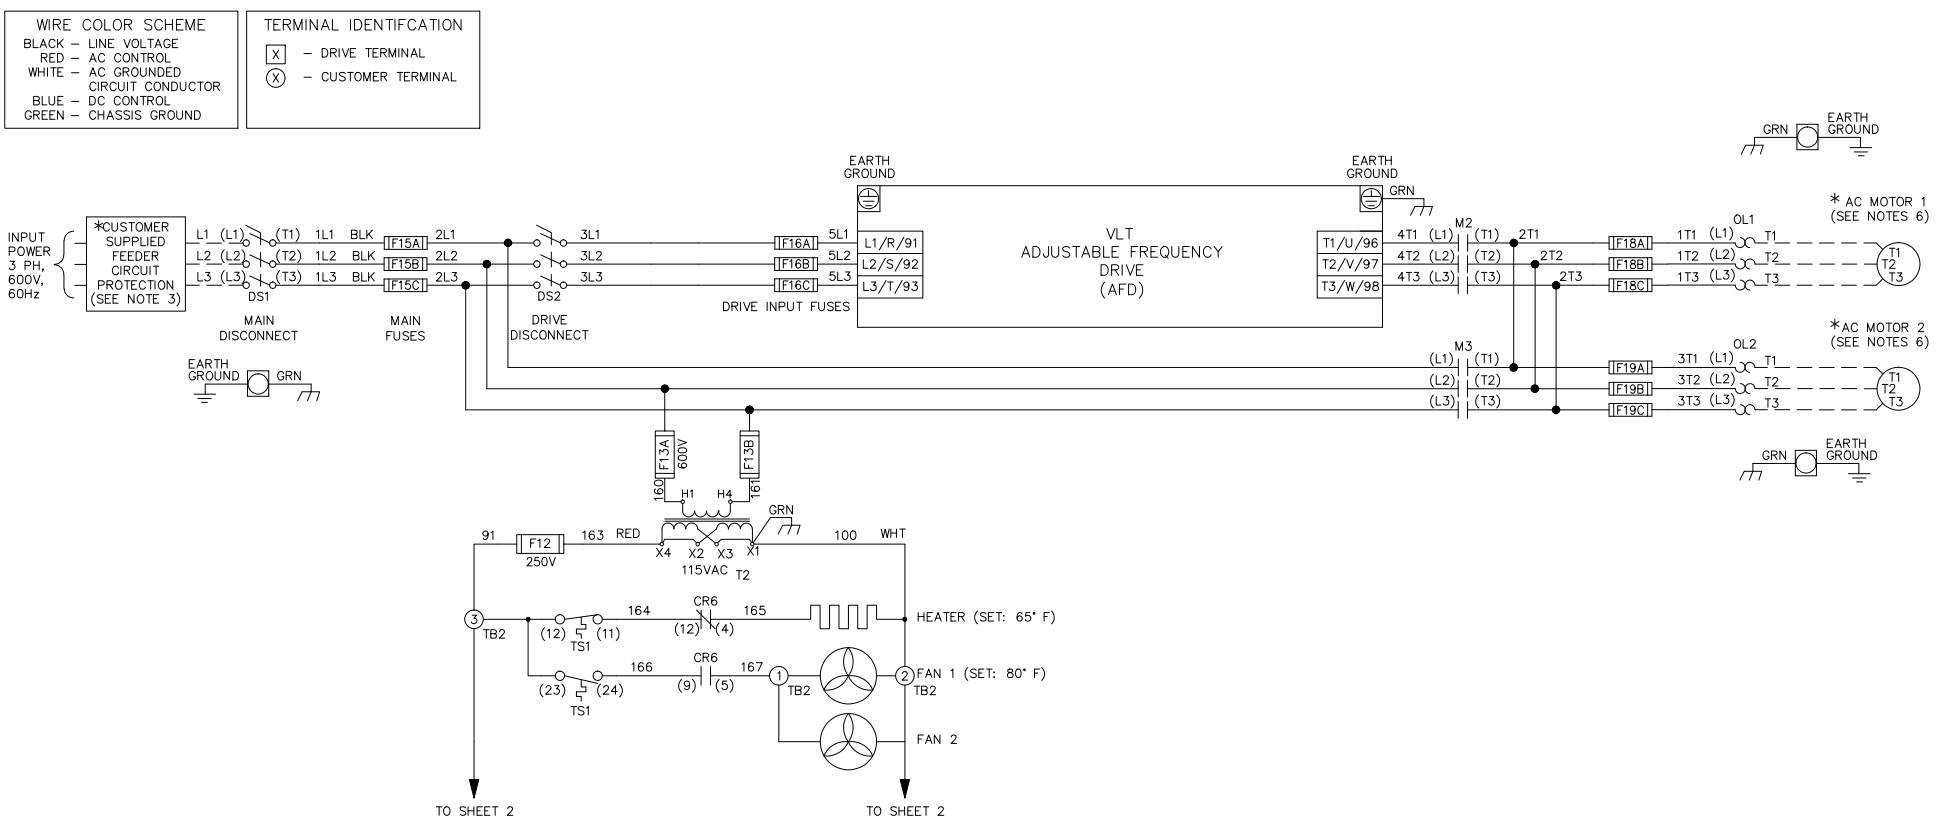 WIRE COLOR SCHEME
BLACK – LINE VOLTAGE
RED – AC CONTROL
WHITE – AC GROUNDED
CIRCUIT CONDUCTOR
BLUE – DC CONTROL
GREEN – CHASSIS GROUND
TERMINAL IDENTIFCATION
X – DRIVE TERMINAL
X – CUSTOMER TERMINAL
GRN
EARTH
GROUND
EARTH
GROUND
EARTH
GROUND
GRN
INPUT
POWER
3 PH,
600V,
60Hz
*CUSTOMER
SUPPLIED
FEEDER
CIRCUIT
PROTECTION
(SEE NOTE 3)
L1 (L1) (T1) 1L1 BLK F15A 2L1 3L1 F16A 5L1 L1/R/91
L2 (L2) (T2) 1L2 BLK F15B 2L2 3L2 F16B 5L2 L2/S/92
L3 (L3) (T3) 1L3 BLK F15C 2L3 3L3 F16C 5L3 L3/T/93
DS1
DS2
MAIN
DISCONNECT
MAIN
FUSES
DRIVE
DISCONNECT
DRIVE INPUT FUSES
VLT
ADJUSTABLE FREQUENCY
DRIVE
(AFD)
M2
OL1
* AC MOTOR 1
(SEE NOTES 6)
T1/U/96 4T1 (L1) (T1) 2T1 F18A 1T1 (L1) T1 T1
T2/V/97 4T2 (L2) (T2) 2T2 F18B 1T2 (L2) T2 T2
T3/W/98 4T3 (L3) (T3) 2T3 F18C 1T3 (L3) T3 T3
EARTH
GROUND
GRN
M3
OL2
*AC MOTOR 2
(SEE NOTES 6)
(L1) (T1) F19A 3T1 (L1) T1 T1
(L2) (T2) F19B 3T2 (L2) T2 T2
(L3) (T3) F19C 3T3 (L3) T3 T3
GRN
EARTH
GROUND
F13A
600V
F13B
160
H1
H4
161
GRN
91 F12 163 RED
250V
X4 X2 X3 X1
115VAC T2
100 WHT
3
TB2
(12) (11)
TS1
164
CR6
(12) (4)
165
HEATER (SET: 65° F)
(23) (24)
TS1
166
CR6
(9) (5)
167
1
TB2
2
TB2
FAN 1 (SET: 80° F)
FAN 2
TO SHEET 2
TO SHEET 2